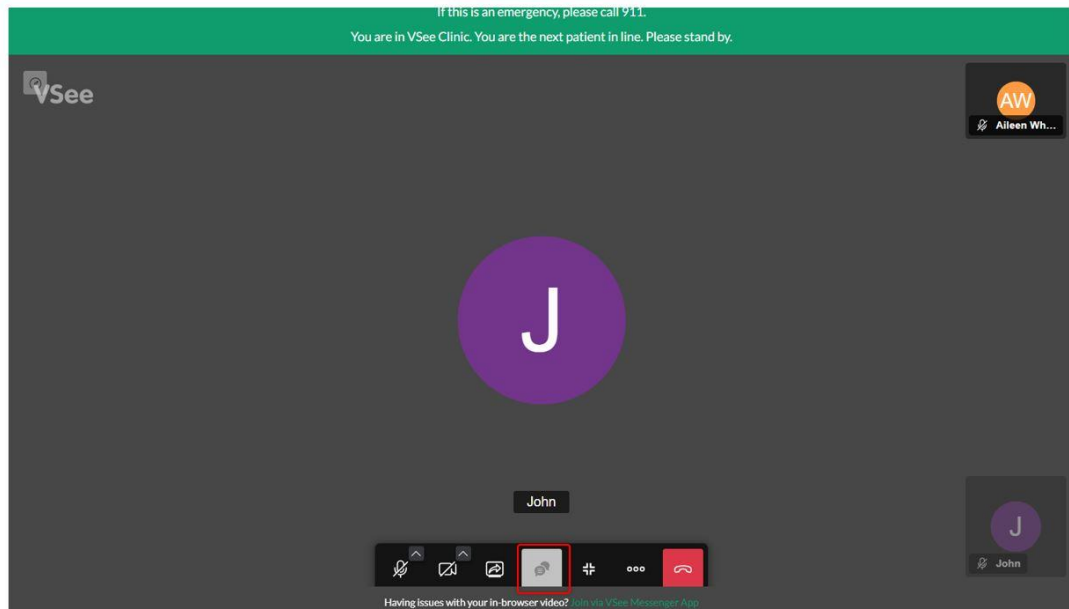 If this is an emergency, please call 911.
You are in VSee Clinic. You are the next patient in line. Please stand by.
VSee
AW
Aileen Wh...
J
John
J
John
Having issues with your in-browser video? Join via VSee Messenger App